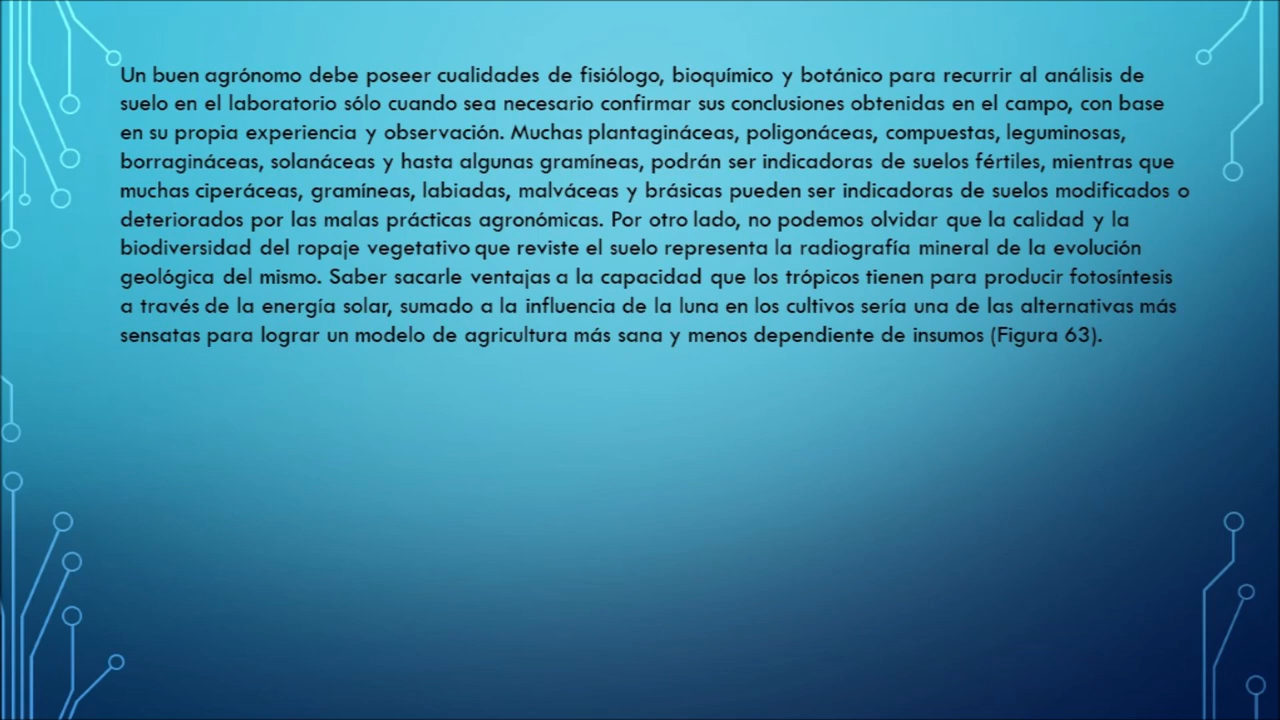 Un buen agrónomo debe poseer cualidades de fisiólogo, bioquímico y botánico para recurrir al análisis de
suelo en el laboratorio sólo cuando sea necesario confirmar sus conclusiones obtenidas en el campo, con base
en su propia experiencia y observación. Muchas plantagináceas, poligonáceas, compuestas, leguminosas,
borragináceas, solanáceas y hasta algunas gramíneas, podrán ser indicadoras de suelos fértiles, mientras que
muchas ciperáceas, gramíneas, labiadas, malváceas y brásicas pueden ser indicadoras de suelos modificados o
deteriorados por las malas prácticas agronómicas. Por otro lado, no podemos olvidar que la calidad y la
biodiversidad del ropaje vegetativo que reviste el suelo representa la radiografía mineral de la evolución
geológica del mismo. Saber sacarle ventajas a la capacidad que los trópicos tienen para producir fotosíntesis
a través de la energía solar, sumado a la influencia de la luna en los cultivos sería una de las alternativas más
sensatas para lograr un modelo de agricultura más sana y menos dependiente de insumos (Figura 63).